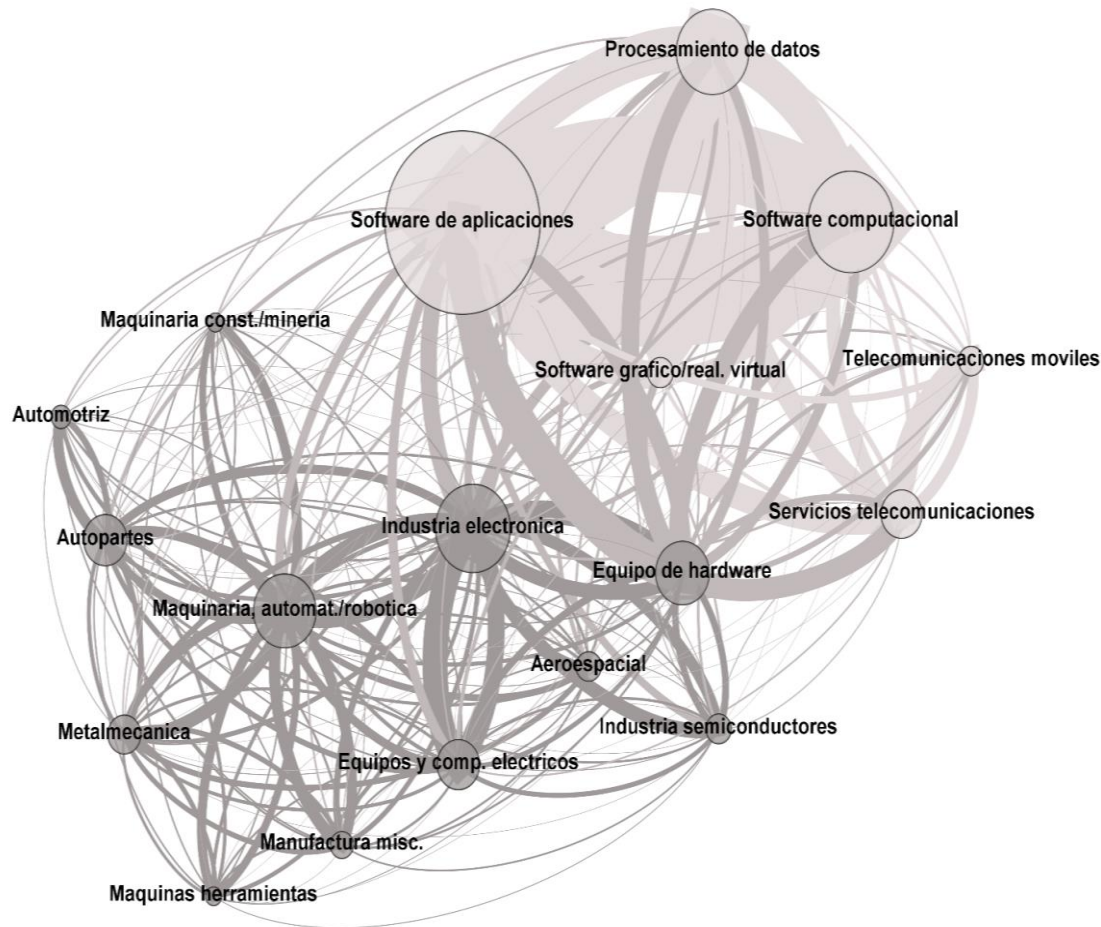 Procesamiento de datos
Software de aplicaciones
Software computacional
Maquinaria const./mineria
Software grafico/real. virtual
Telecomunicaciones moviles
Automotriz
Servicios telecomunicaciones
Industria electronica
Autopartes
Equipo de hardware
Maquinaria, automat./robotica
Aeroespacial
Industria semiconductores
Metalmecanica
Equipos y comp. electricos
Manufactura misc.
Maquinas herramientas